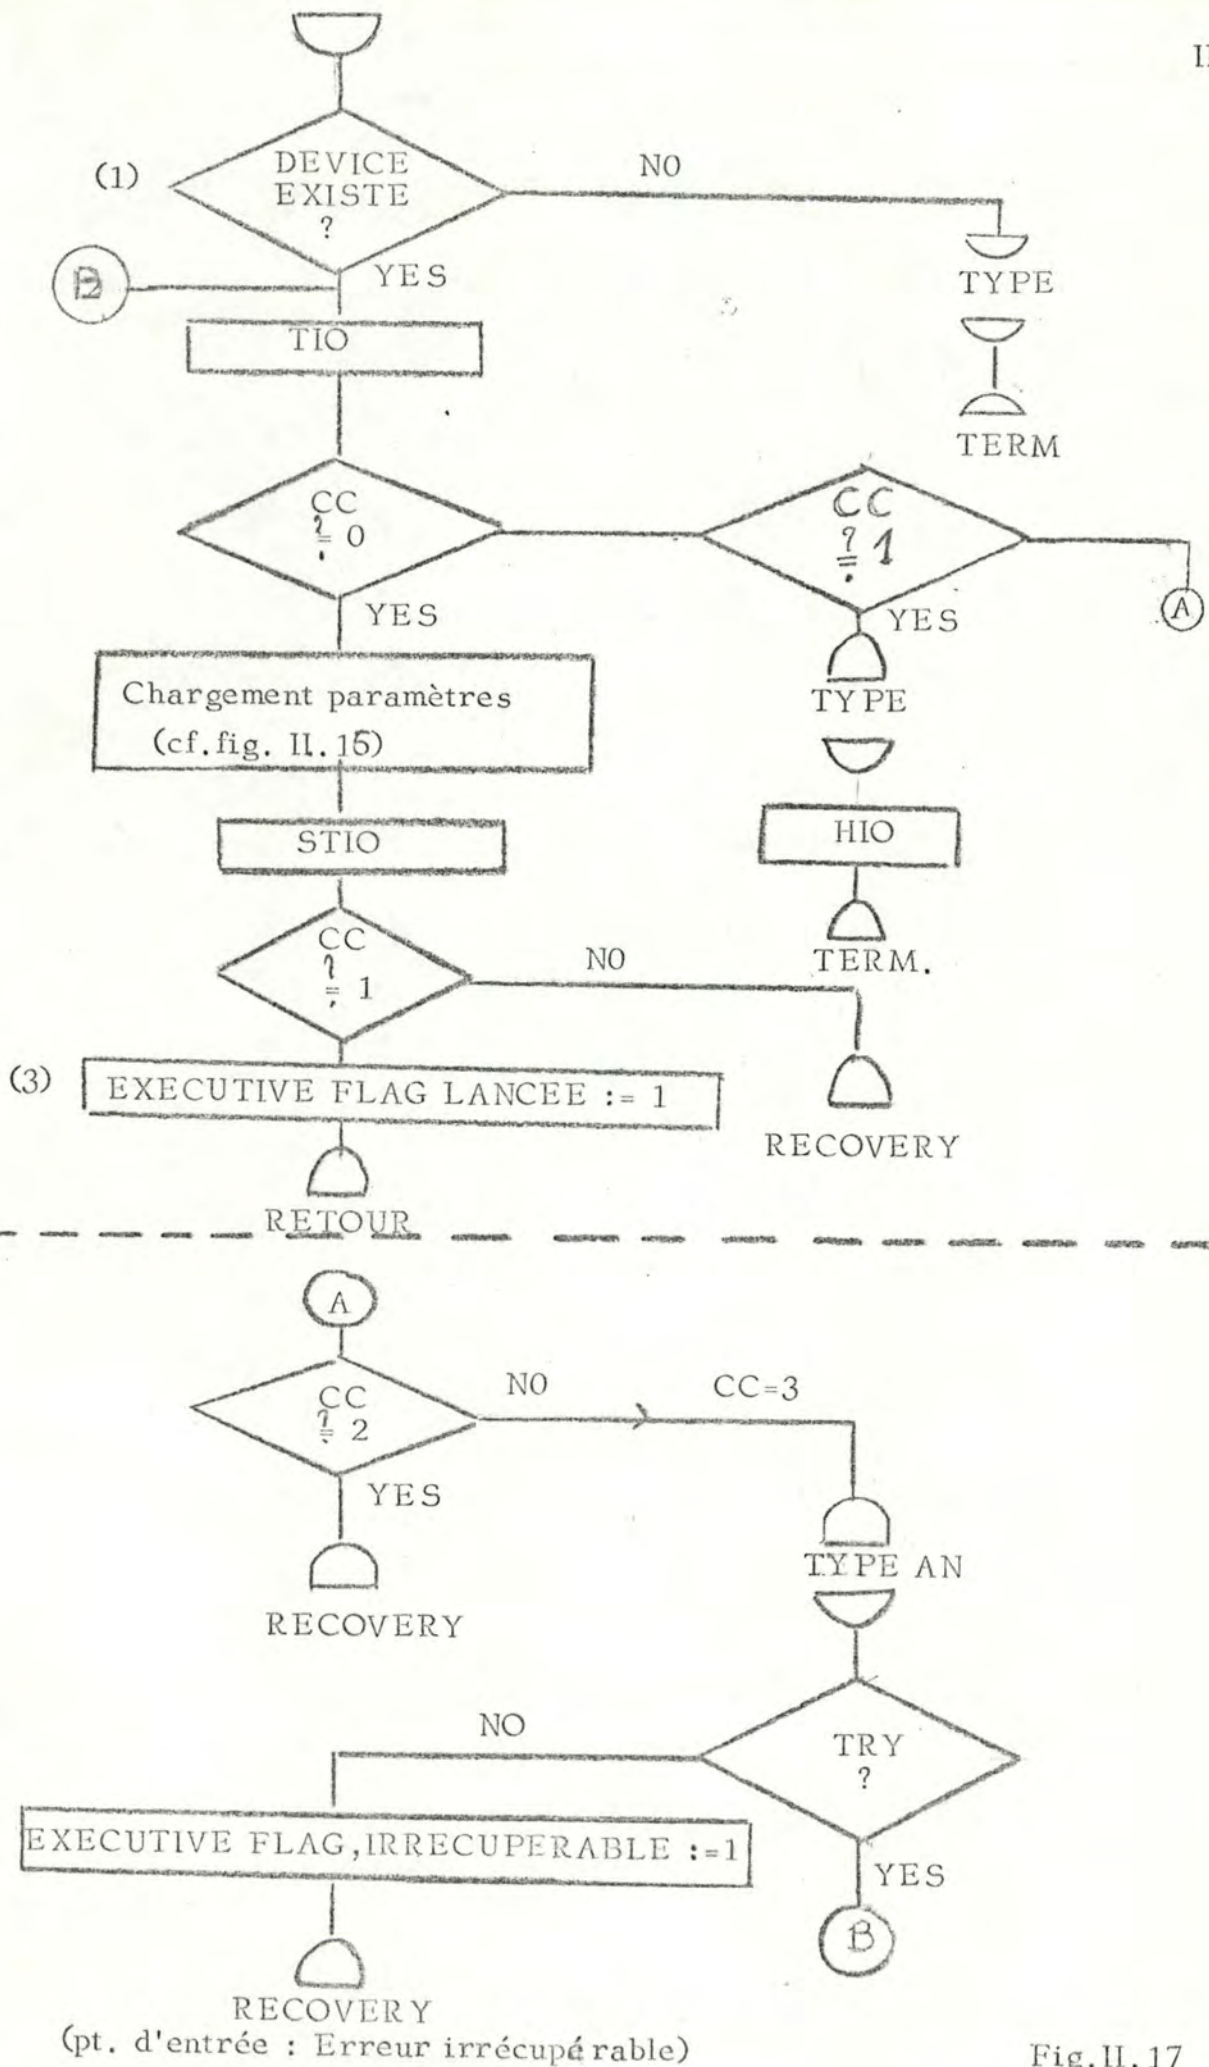 (1)
DEVICE
EXISTE
?
NO
YES
B
TYPE
TIO
TERM
CC
?
= 0
CC
?
= 1
YES
YES
A
Chargement paramètres
(cf. fig. II. 15)
TYPE
STIO
HIO
CC
?
= 1
NO
TERM.
(3)
EXECUTIVE FLAG LANCEE := 1
RECOVERY
RETOUR
A
CC
?
= 2
NO
CC=3
YES
TYPE AN
RECOVERY
NO
TRY
?
EXECUTIVE FLAG,IRRECUPERABLE :=1
YES
B
RECOVERY
(pt. d'entrée : Erreur irrécupérable)
Fig.II.17